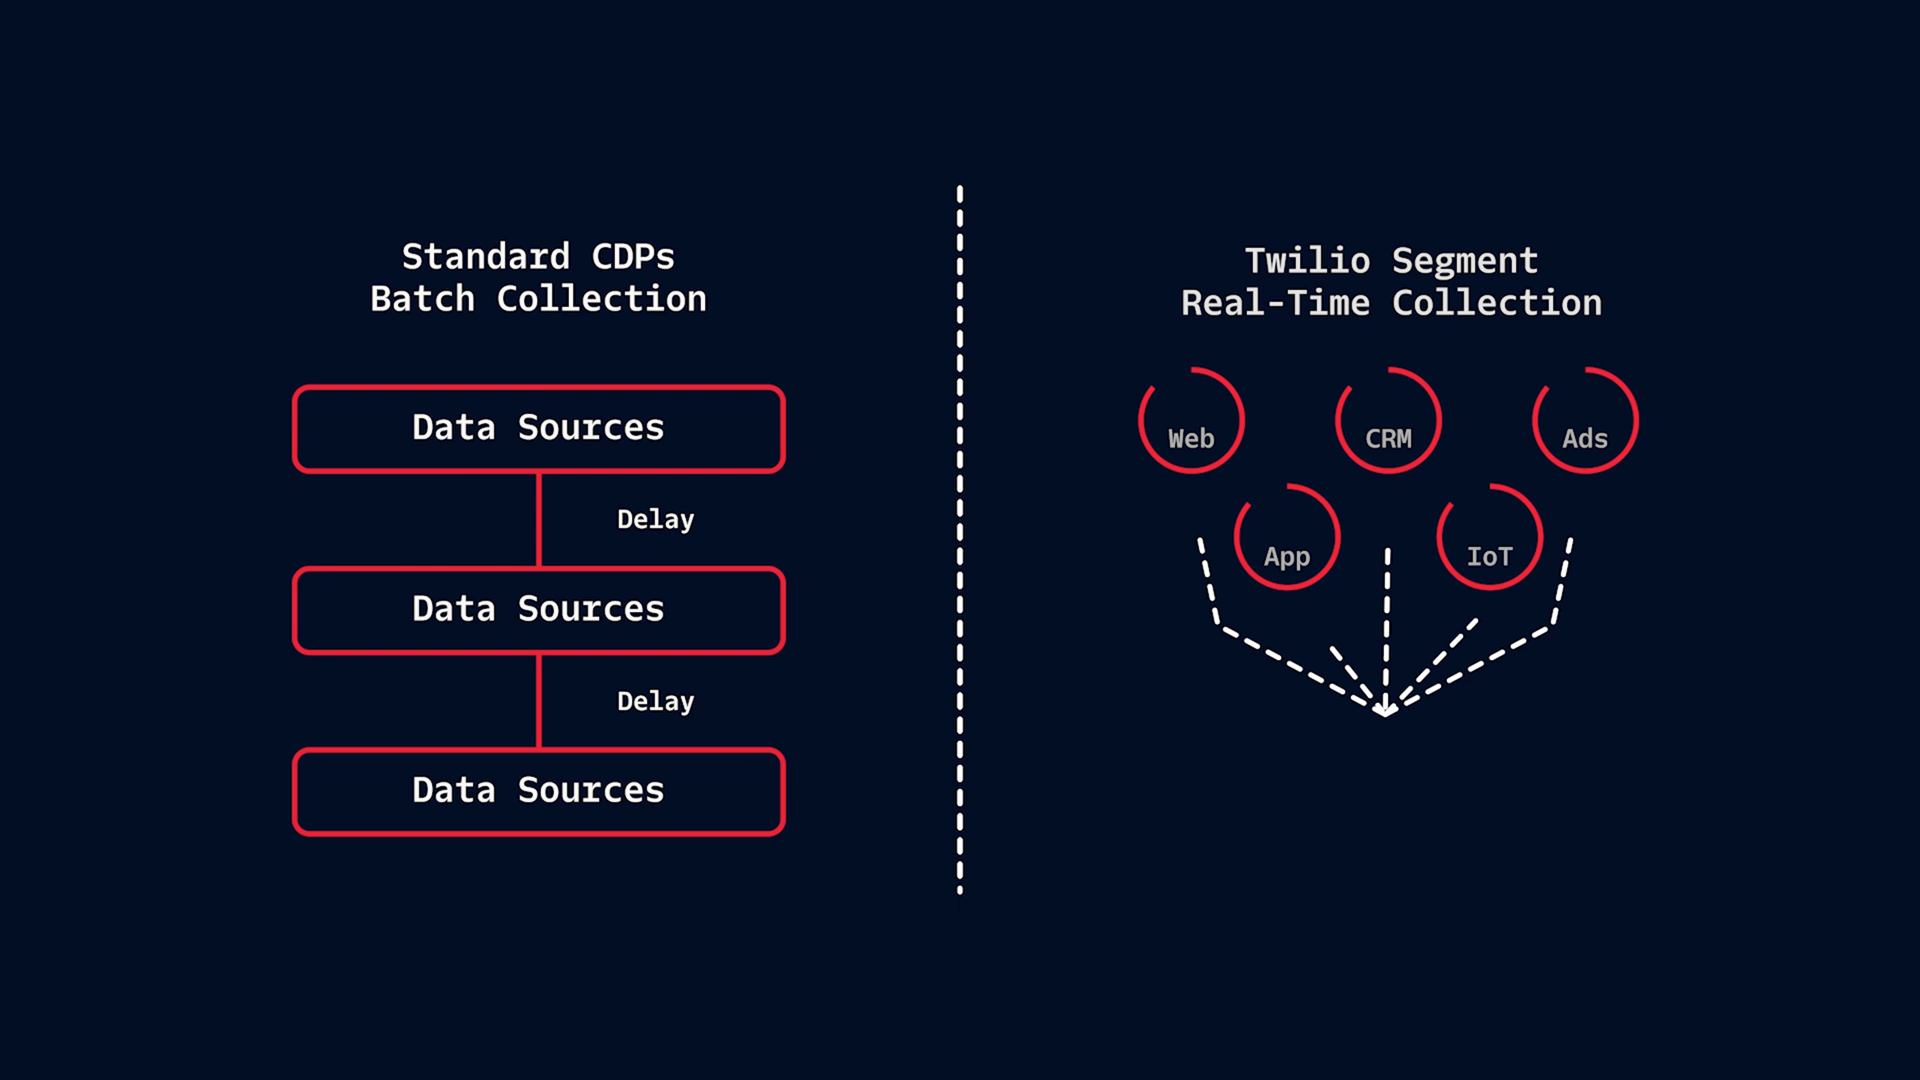 Standard CDPs
Batch Collection
Data Sources
Delay
Data Sources
Delay
Data Sources
Twilio Segment
Real-Time Collection
Web
CRM
Ads
App
IoT